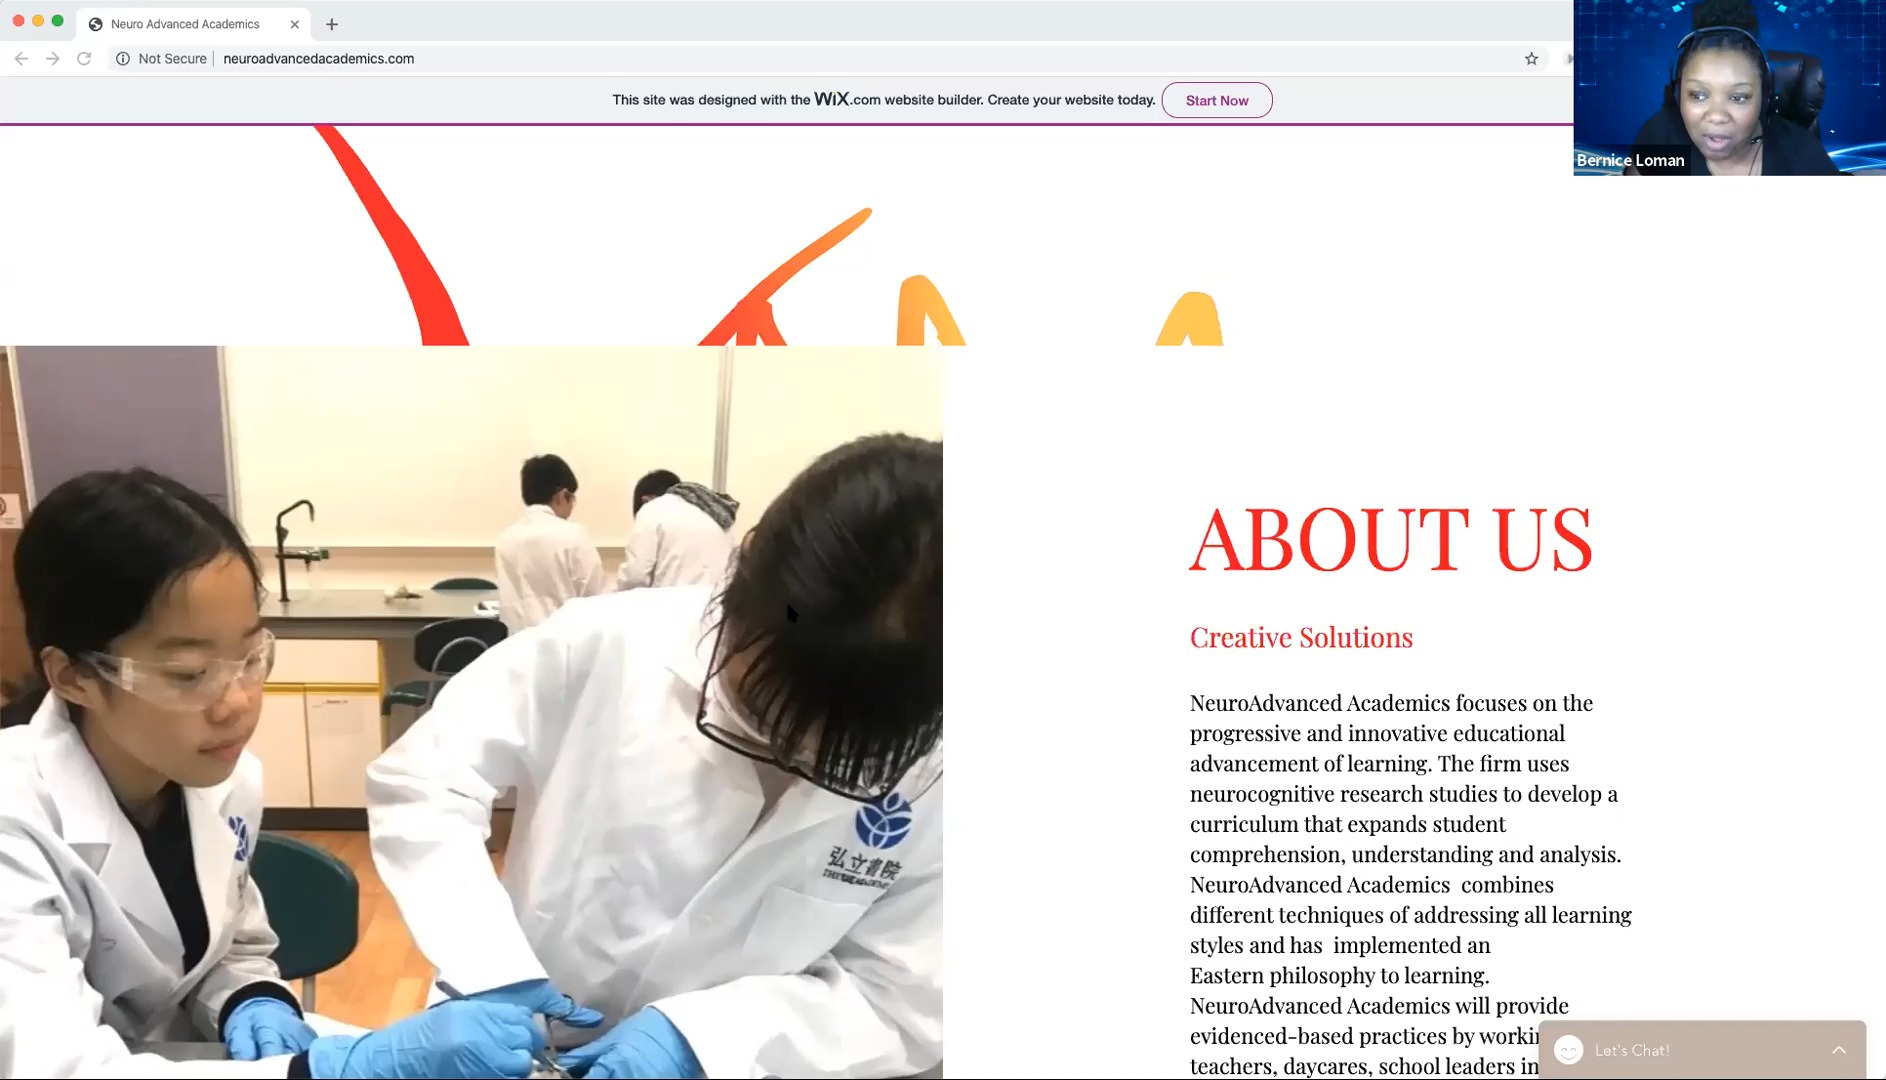 Neuro Advanced Academics
Not Secure
neuroadvancedacademics.com
This site was designed with the WiX.com website builder. Create your website today.
Start Now
Bernice Loman
弘立書院
ABOUT US
Creative Solutions
NeuroAdvanced Academics focuses on the
progressive and innovative educational
advancement of learning. The firm uses
neurocognitive research studies to develop a
curriculum that expands student
comprehension, understanding and analysis.
NeuroAdvanced Academics  combines
different techniques of addressing all learning
styles and has  implemented an
Eastern philosophy to learning.
NeuroAdvanced Academics will provide
evidenced-based practices by
teachers, daycares, school leaders in
Let's Chat!